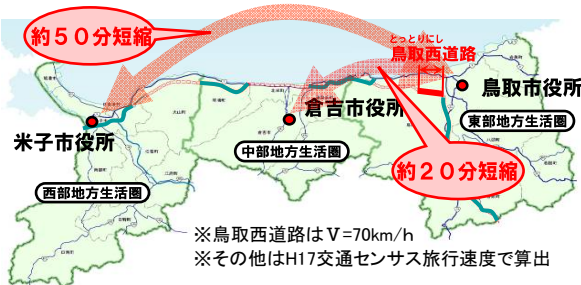 約50分短縮
とっとりにし
鳥取西道路
鳥取市役所
倉吉市役所
米子市役所
東部地方生活圏
中部地方生活圏
約20分短縮
西部地方生活圏
※鳥取西道路はV=70km/h
※その他はH17交通センサス旅行速度で算出